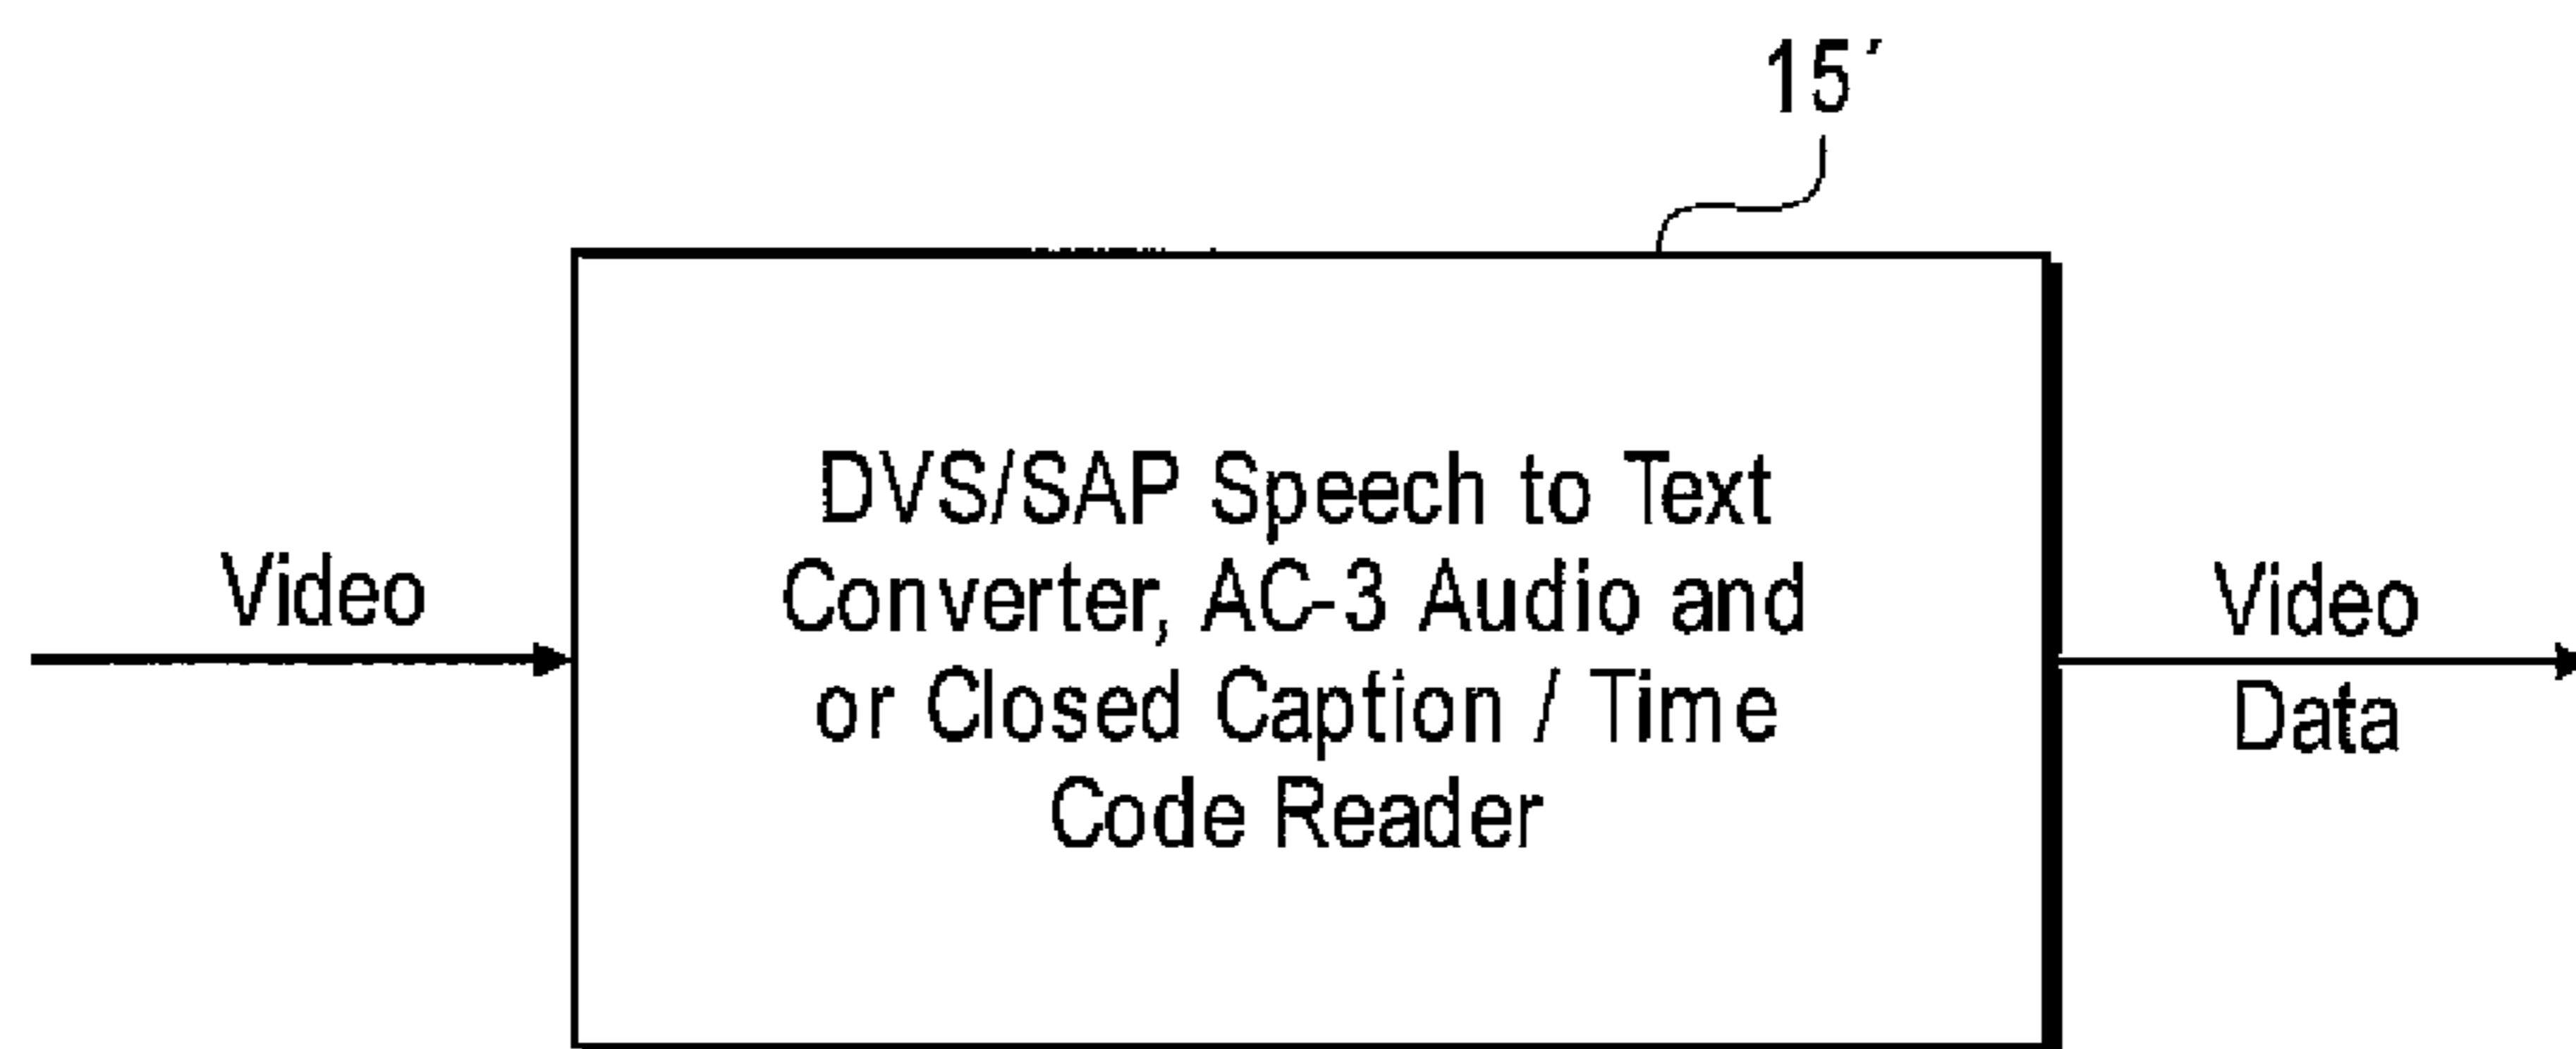 15´
DVS/SAP Speech to Text
Converter, AC-3 Audio and
or Closed Caption / Time
Code Reader
Video
Video
Data